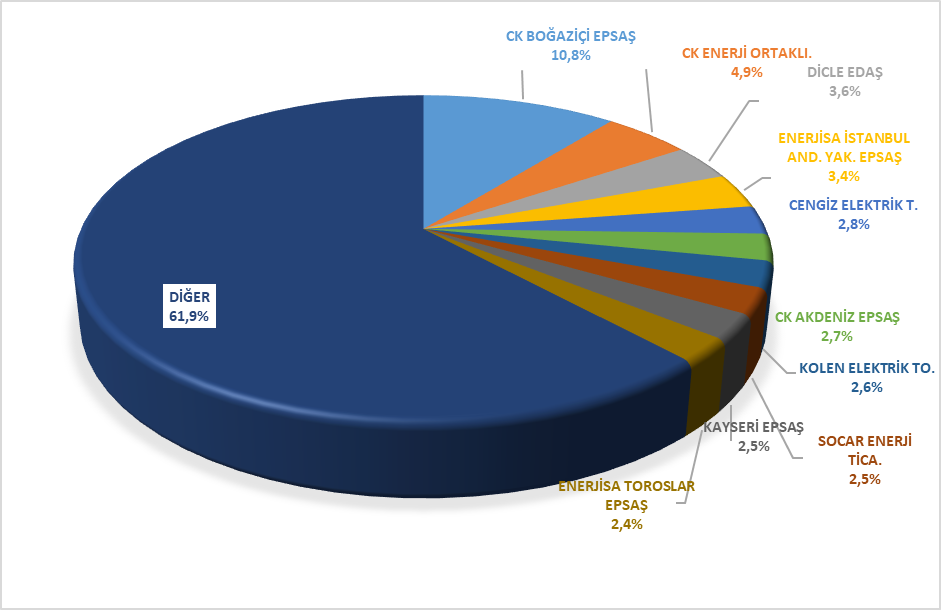 CK BOĞAZİÇİ EPSAŞ
10,8%
CK ENERJİ ORTAKLI.
4,9%
DİCLE EDAŞ
3,6%
ENERJİSA İSTANBUL
AND. YAK. EPSAŞ
3,4%
CENGİZ ELEKTRİK T.
2,8%
CK AKDENİZ EPSAŞ
2,7%
KOLEN ELEKTRİK TO.
2,6%
SOCAR ENERJİ
TİCA.
2,5%
KAYSERİ EPSAŞ
2,5%
ENERJİSA TOROSLAR
EPSAŞ
2,4%
DİĞER
61,9%